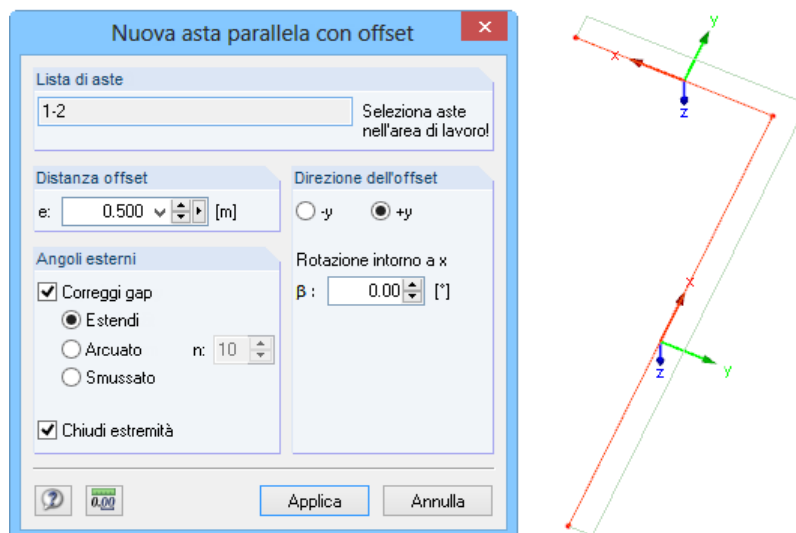 Nuova asta parallela con offset
Lista di aste
1-2
Seleziona aste
nell'area di lavoro!
Distanza offset
e: 0.500 [m]
Direzione dell'offset
-y +y
Angoli esterni
Correggi gap
Estendi
Arcuato n: 10
Smussato
Chiudi estremità
Rotazione intorno a x
β : 0.00 [°]
0.00
Applica
Annulla
y
x
z
x
z
y